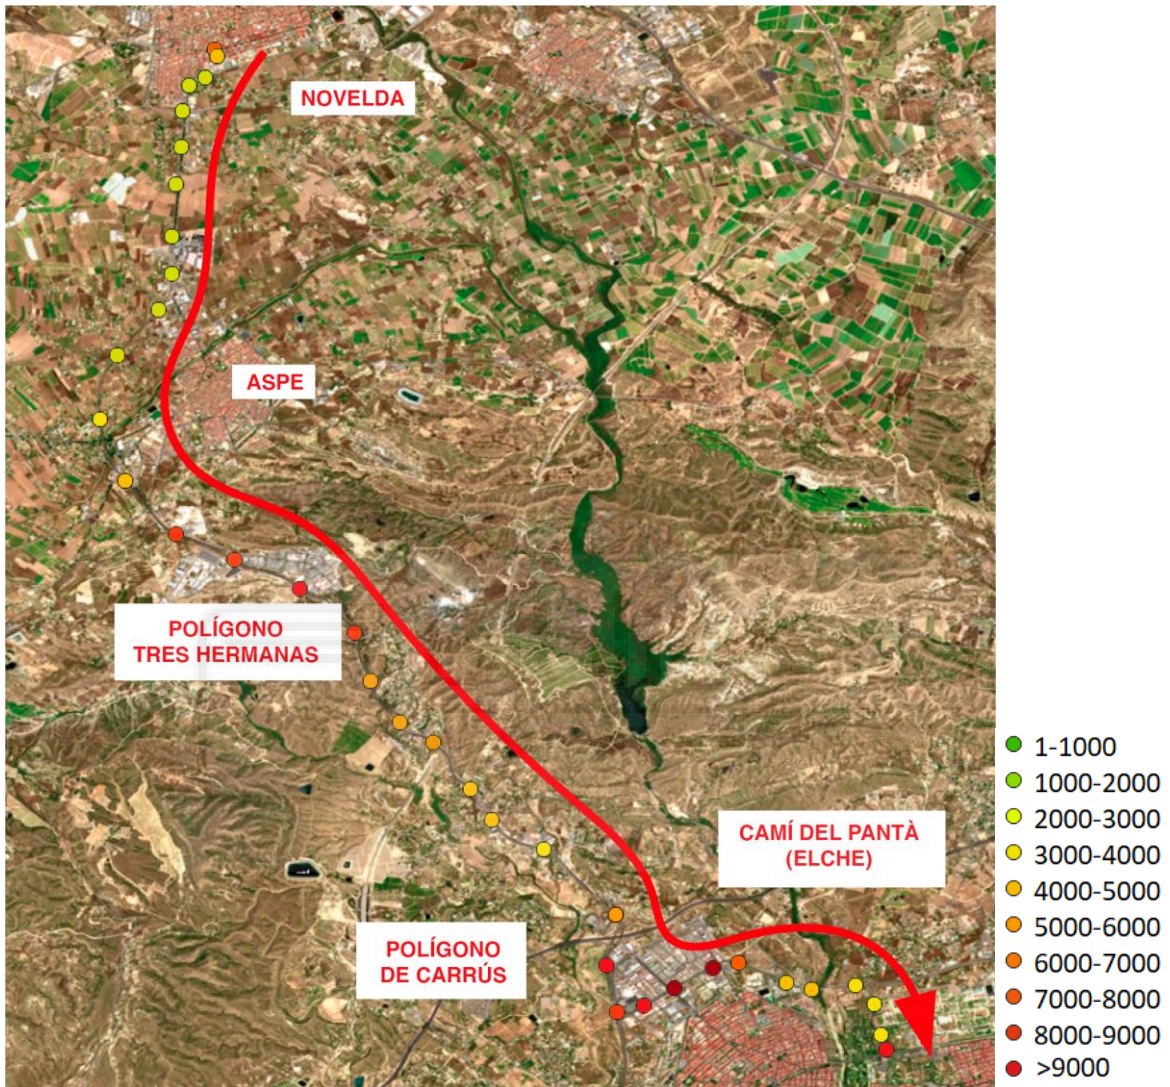 NOVELDA
ASPE
POLÍGONO
TRES HERMANAS
CAMÍ DEL PANTÀ
(ELCHE)
POLÍGONO
DE CARRÚS
1-1000
1000-2000
2000-3000
3000-4000
4000-5000
5000-6000
6000-7000
7000-8000
8000-9000
>9000